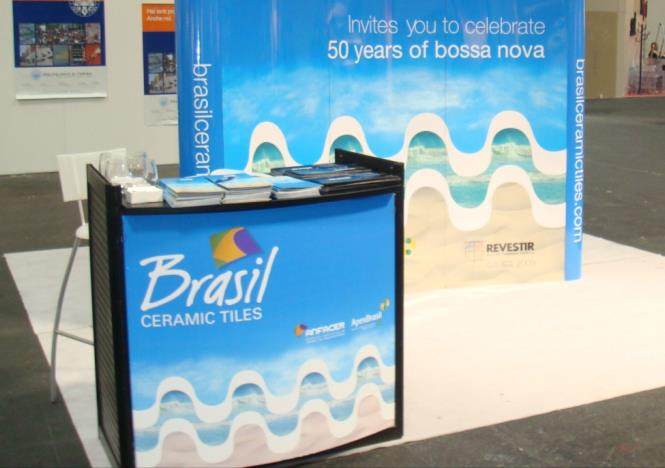 Invites you to celebrate
50 years of bossa nova
brasilceram
brasilceramictiles.com
REVESTIR
Brasil
CERAMIC TILES
ANFACER
ApexBrasil